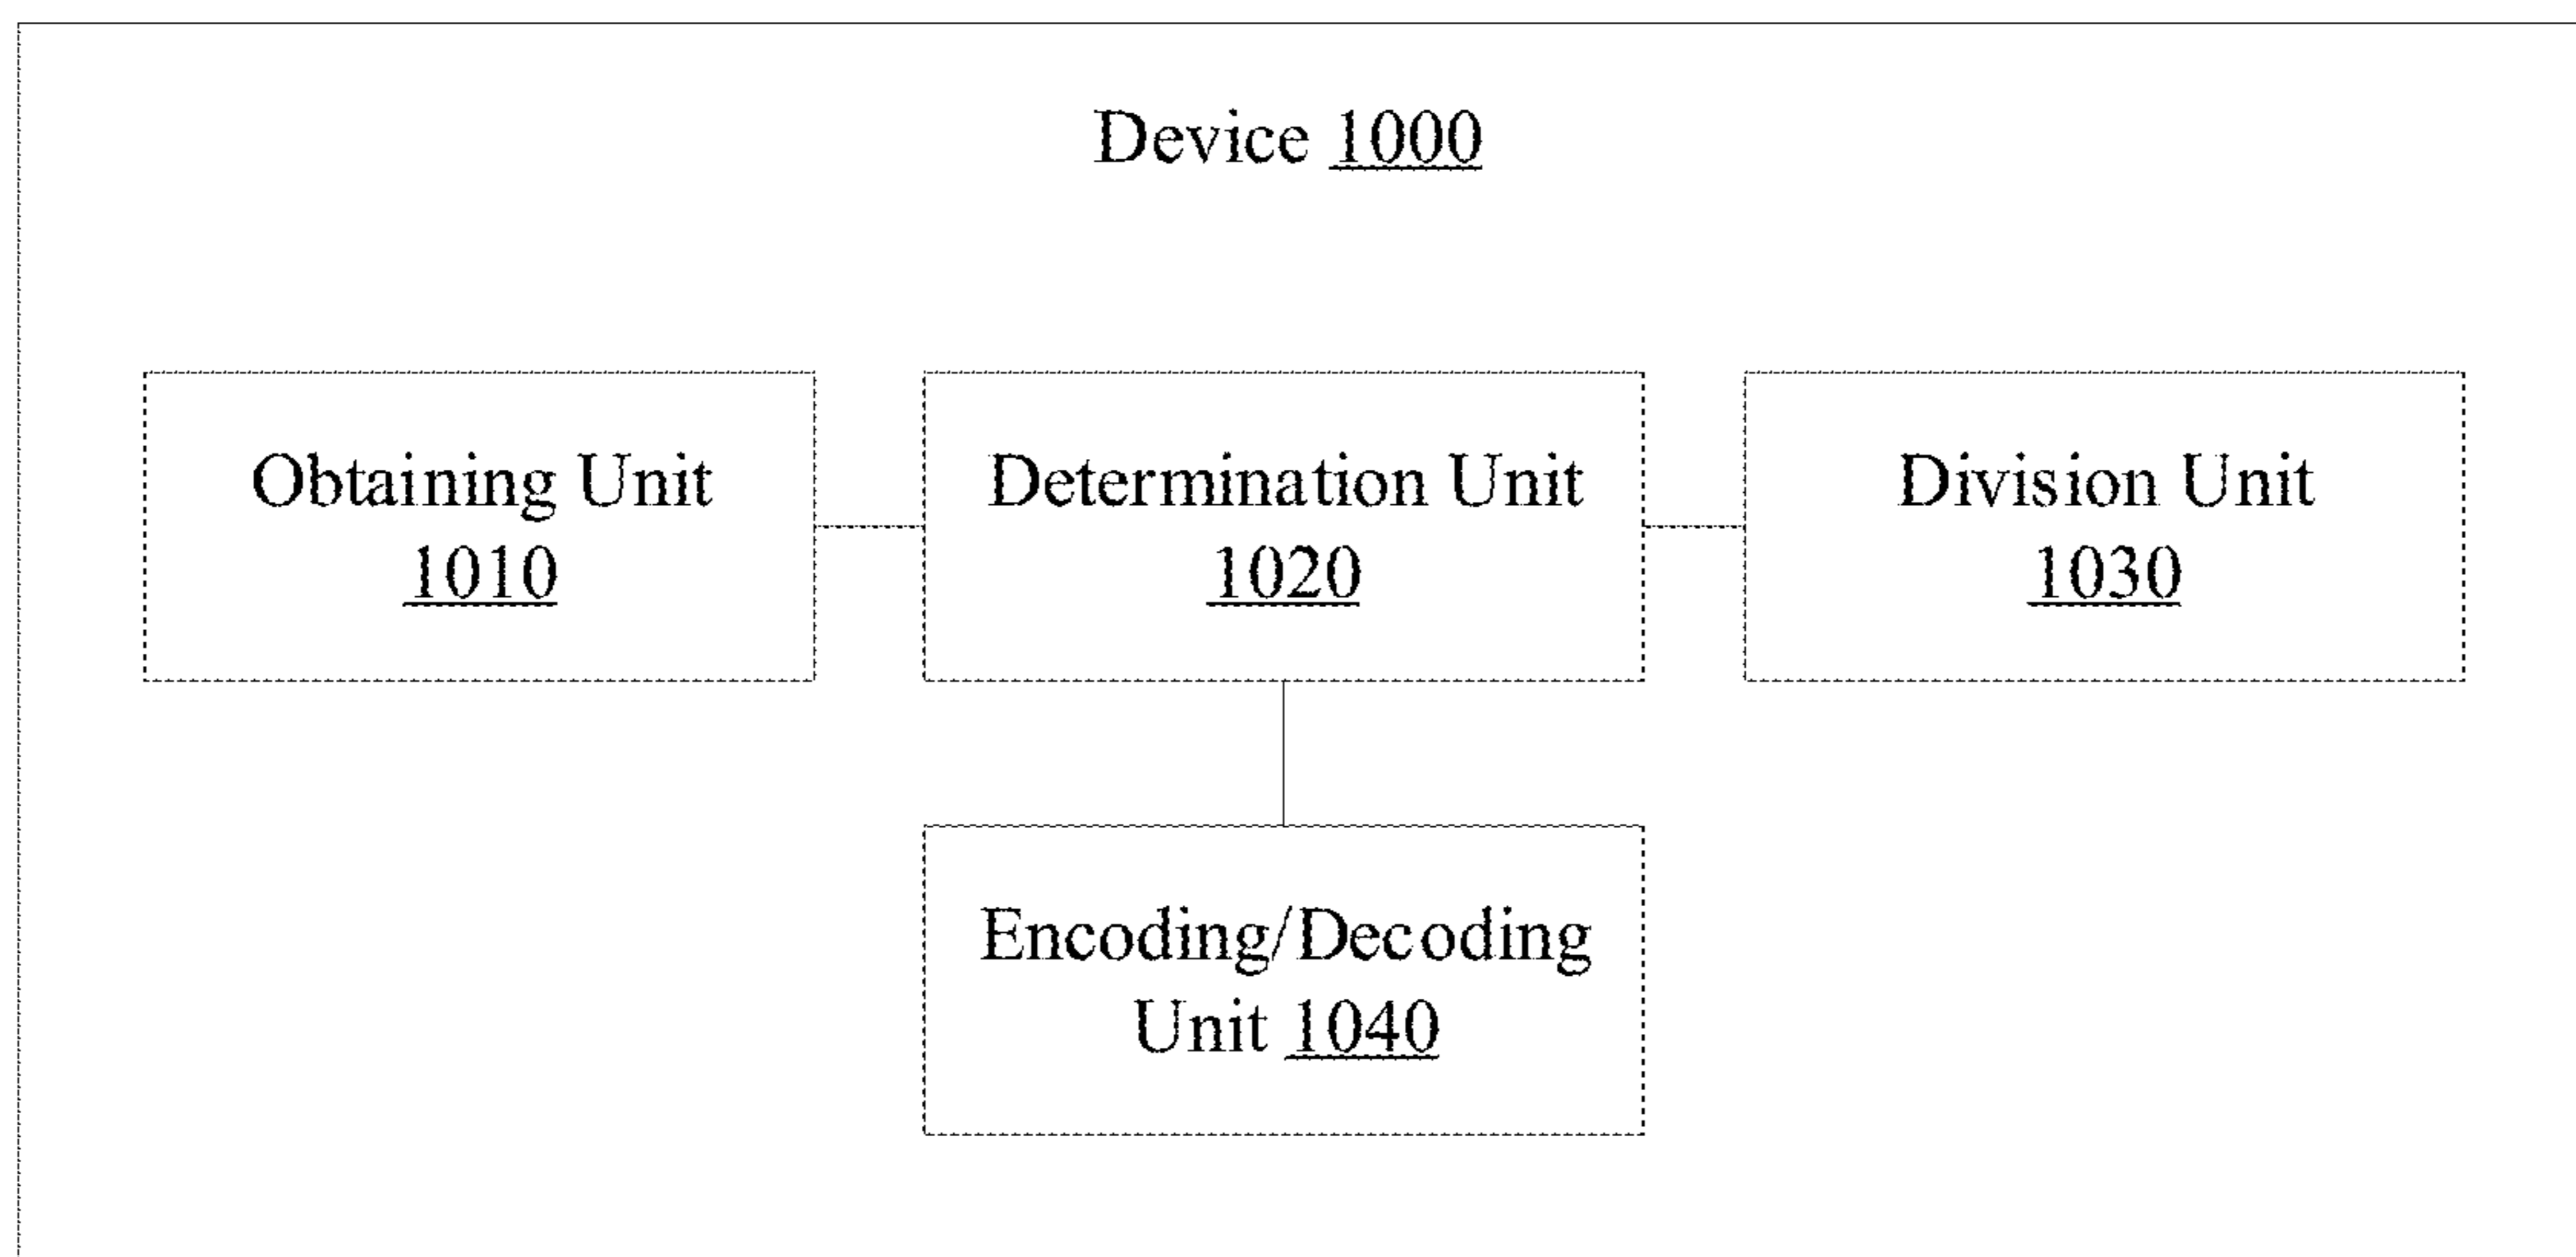 Device 1000
Obtaining Unit
1010
Determination Unit
1020
Division Unit
1030
Encoding/Decoding
Unit 1040